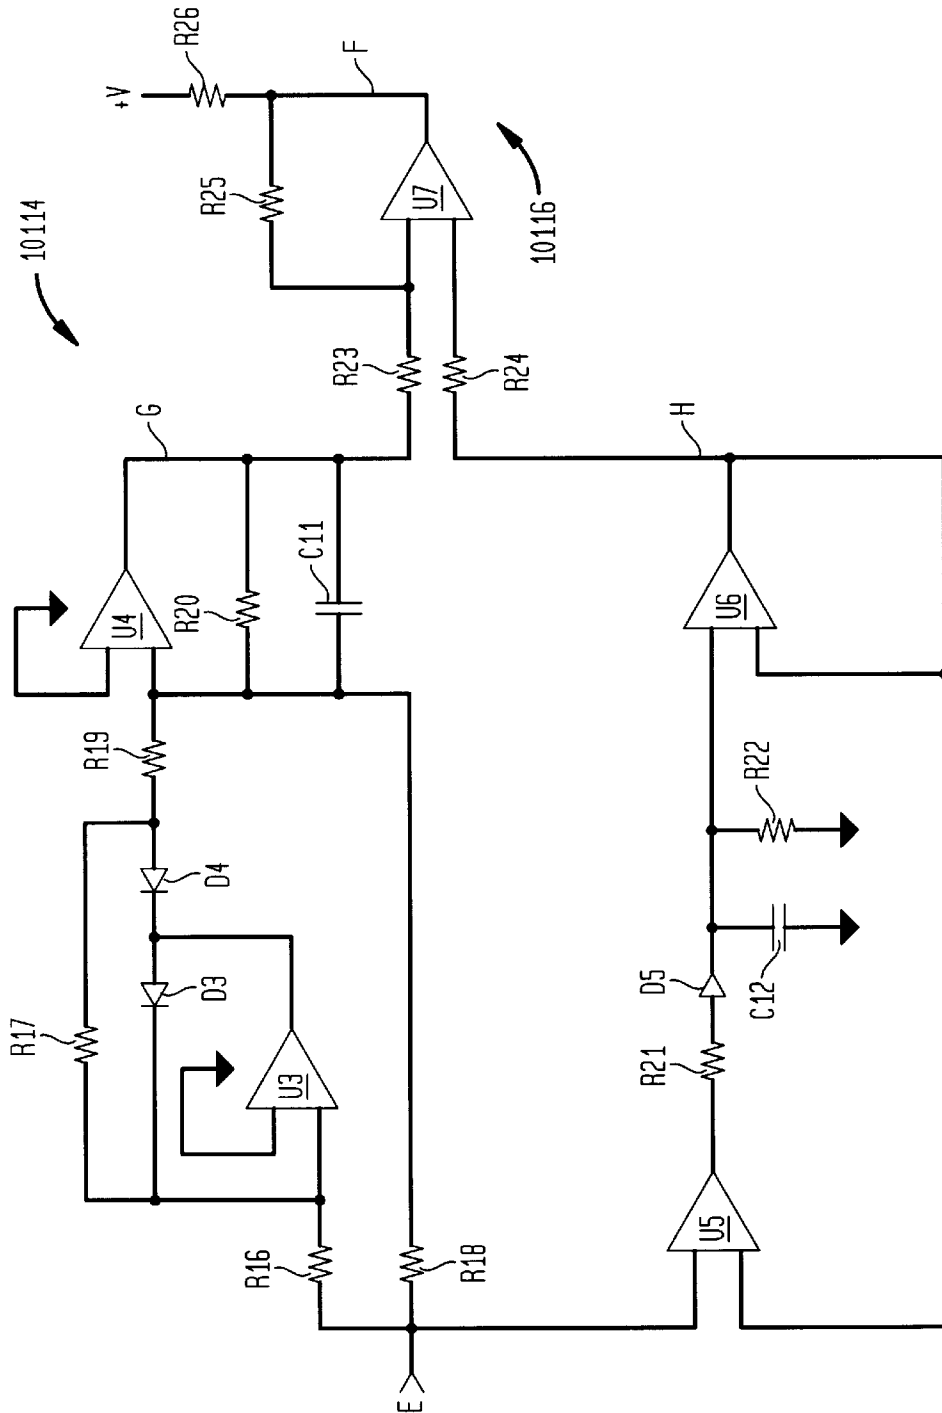 10114
+V
R26
R25
F
U7
10116
G
R23
R24
U4
R20
C11
H
R19
R17
D4
D3
U3
U6
R22
R16
R18
D5
C12
R21
U5
E